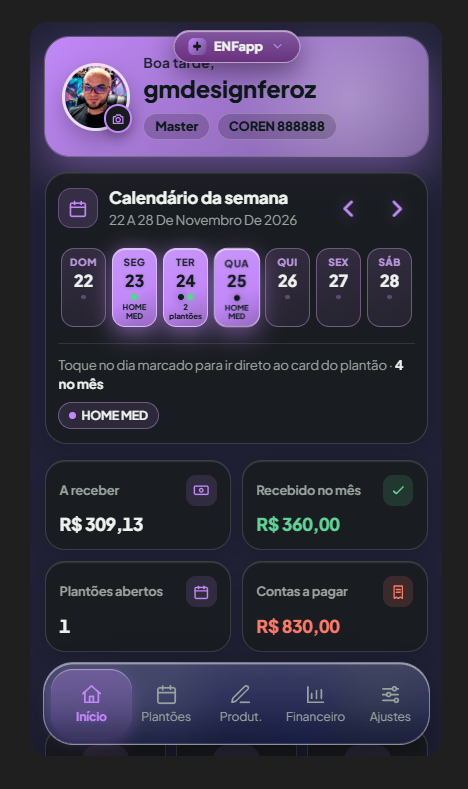 ENFapp
Boa tarde,
gmdesignferoz
Master
COREN 888888
Calendário da semana
22 A 28 De Novembro De 2026
DOM
22
SEG
23
HOME
MED
TER
24
2
plantões
QUA
25
HOME
MED
QUI
26
SEX
27
SÁB
28
Toque no dia marcado para ir direto ao card do plantão · 4
no mês
HOME MED
A receber
R$ 309,13
Recebido no mês
R$ 360,00
Plantões abertos
1
Contas a pagar
R$ 830,00
Início
Plantões
Produt.
Financeiro
Ajustes